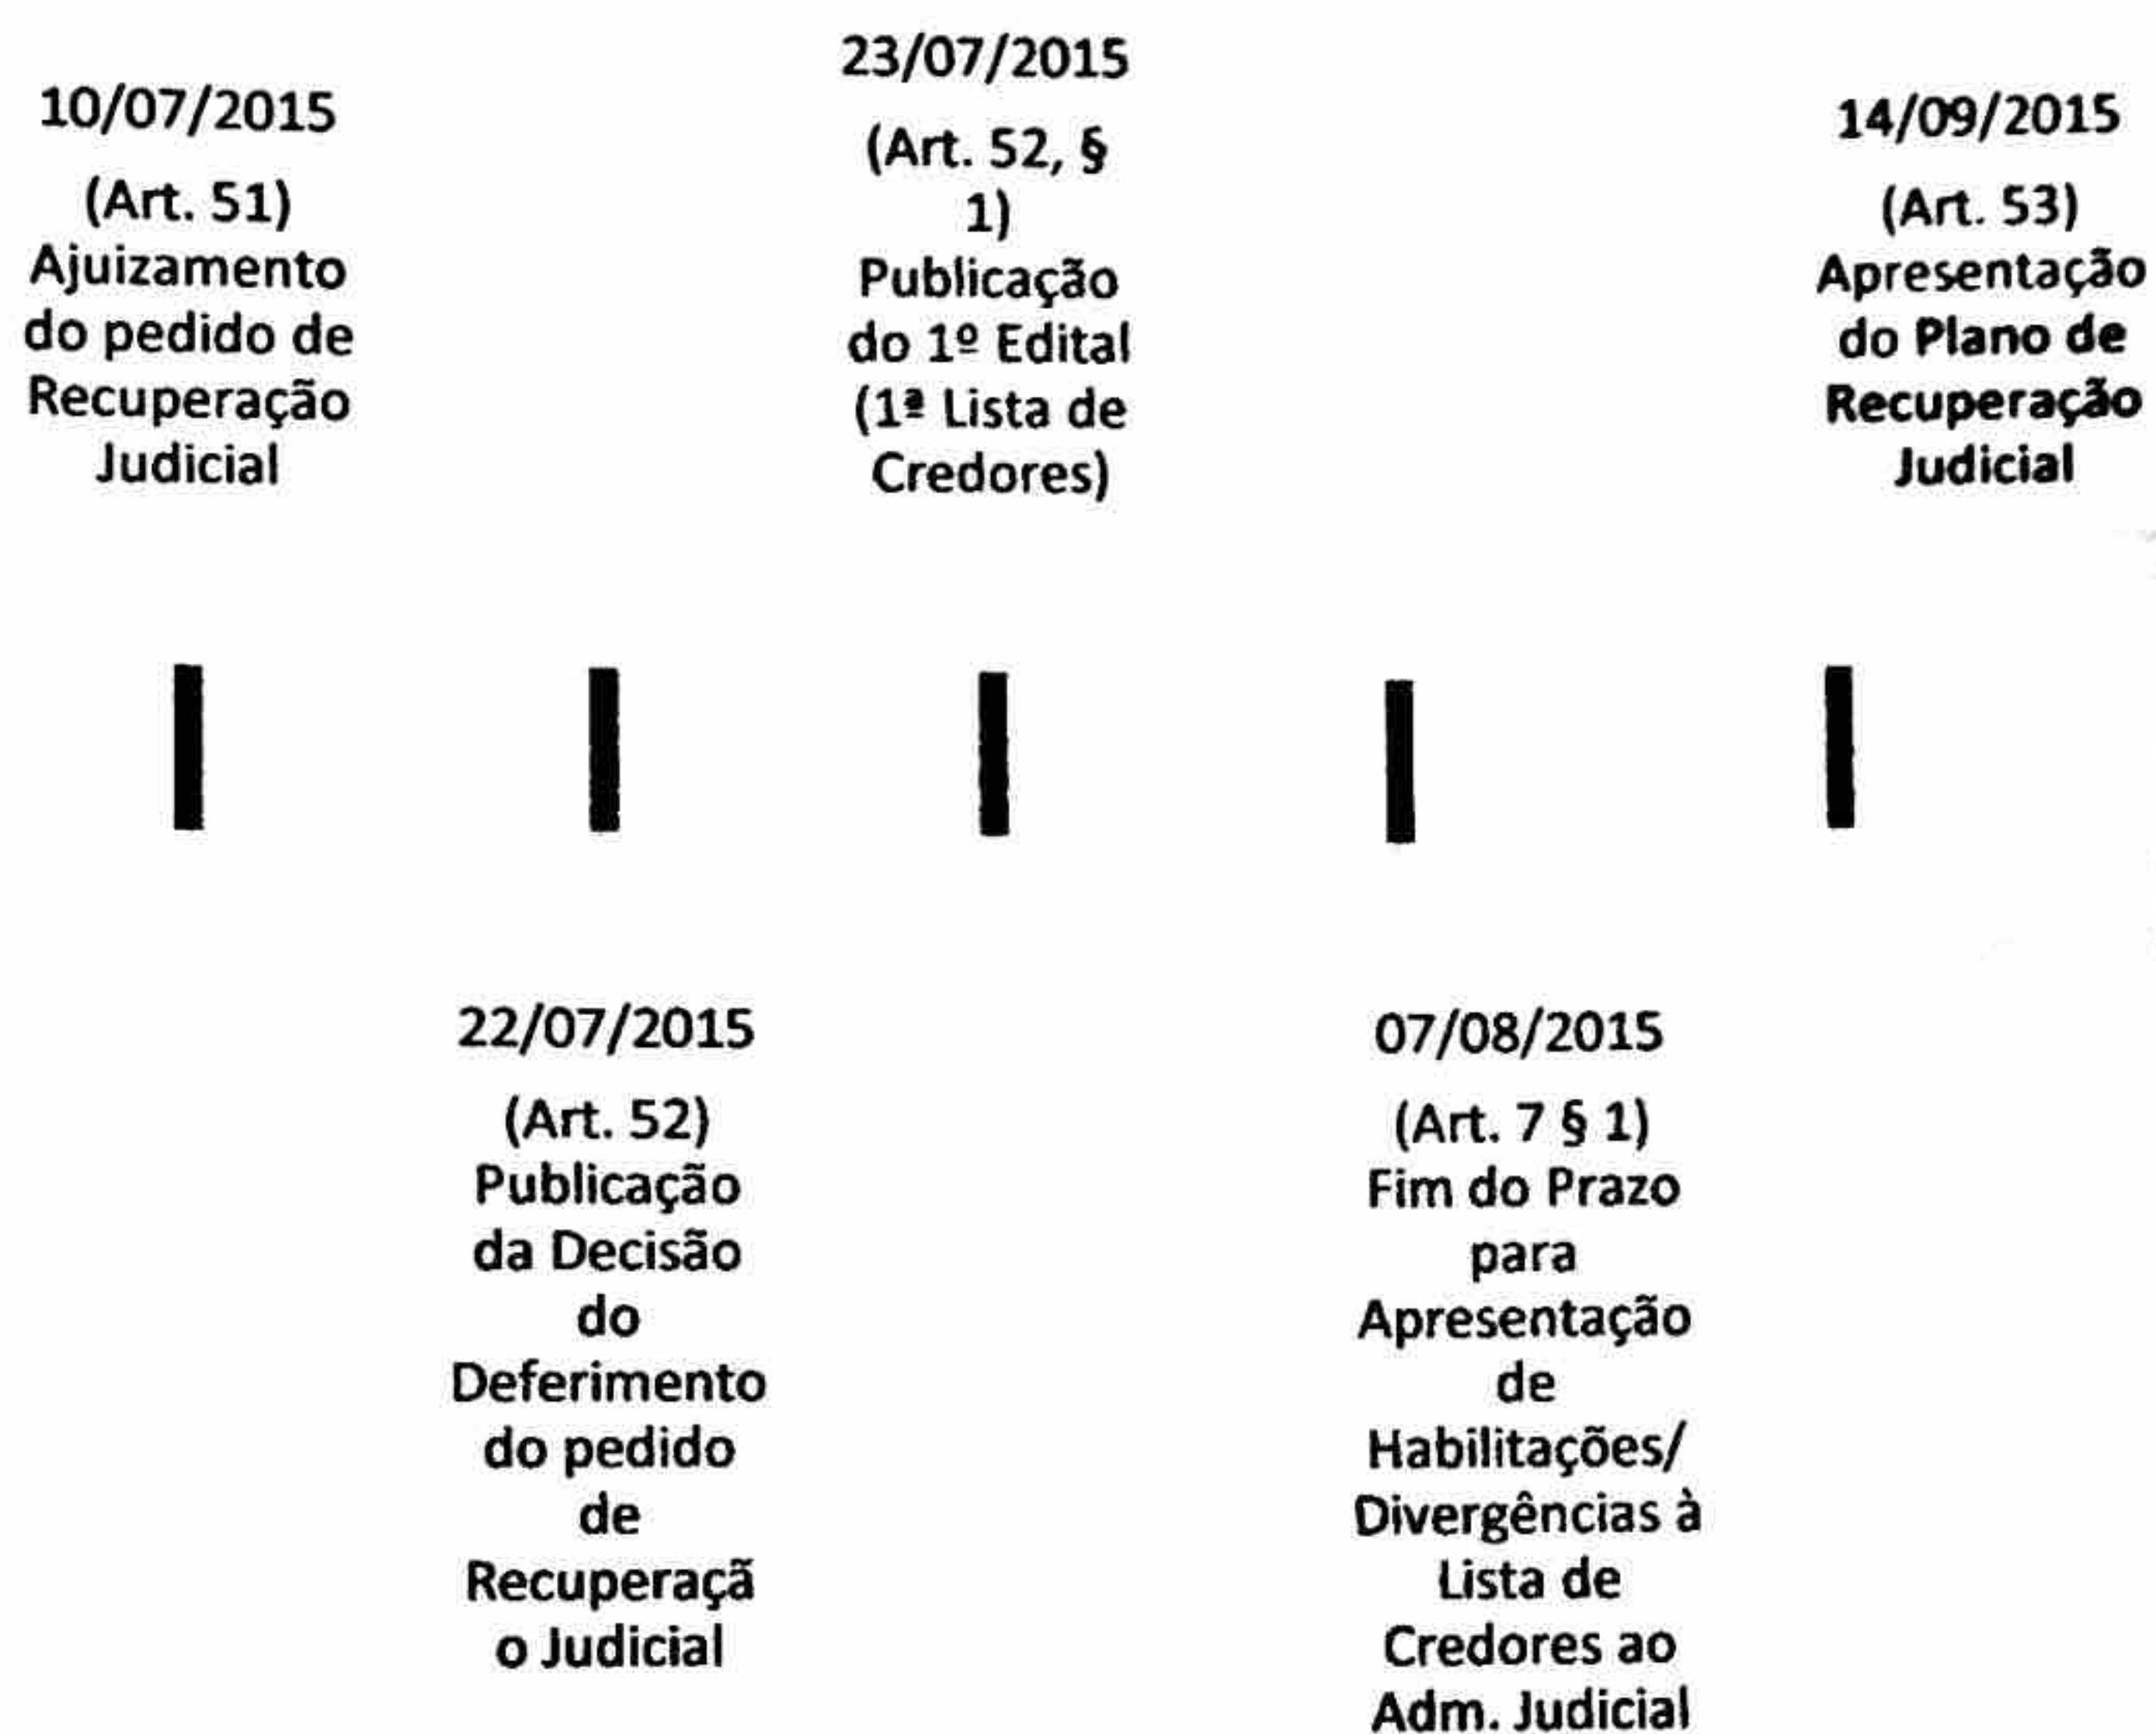 10/07/2015
(Art. 51)
Ajuizamento
do pedido de
Recuperação
Judicial
23/07/2015
(Art. 52, §
1)
Publicação
do 1º Edital
(1ª Lista de
Credores)
14/09/2015
(Art. 53)
Apresentação
do Plano de
Recuperação
Judicial
22/07/2015
(Art. 52)
Publicação
da Decisão
do
Deferimento
do pedido
de
Recuperaçã
o Judicial
07/08/2015
(Art. 7 § 1)
Fim do Prazo
para
Apresentação
de
Habilitações/
Divergências à
Lista de
Credores ao
Adm. Judicial